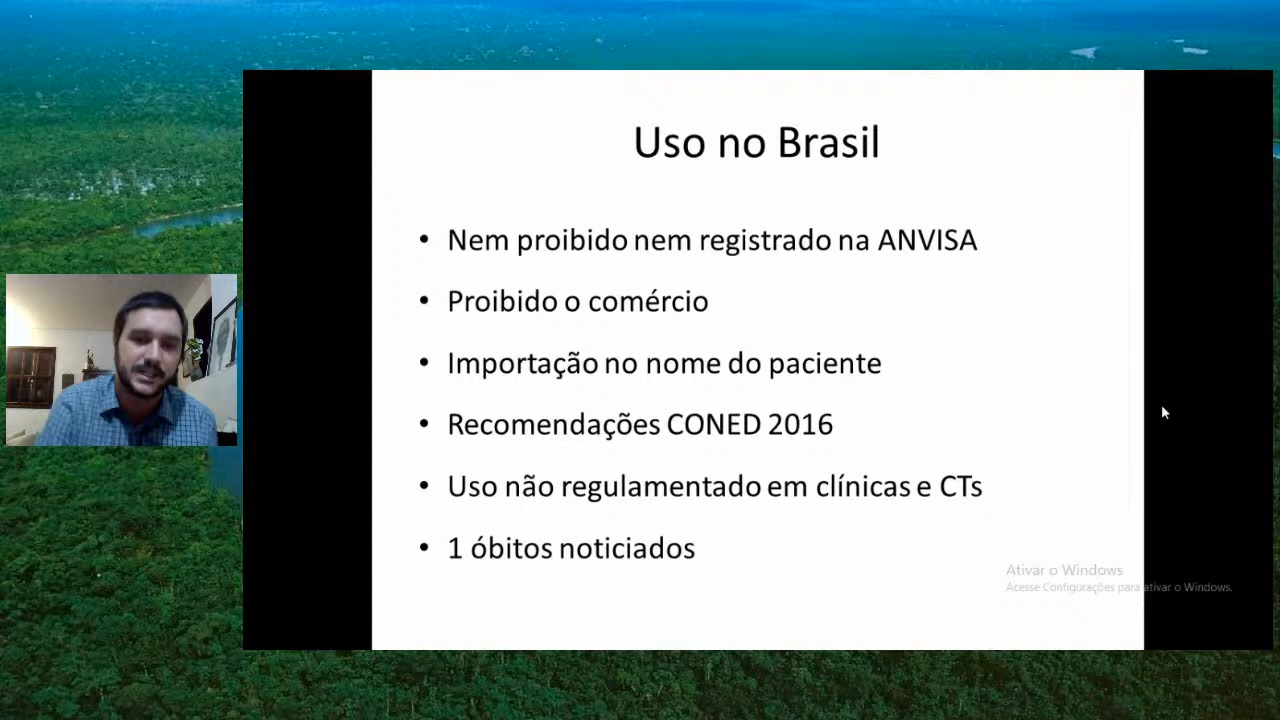 Uso no Brasil
• Nem proibido nem registrado na ANVISA
• Proibido o comércio
• Importação no nome do paciente
• Recomendações CONED 2016
• Uso não regulamentado em clínicas e CTs
• 1 óbitos noticiados
Ativar o Windows
Acesse Configurações para ativar o Windows.